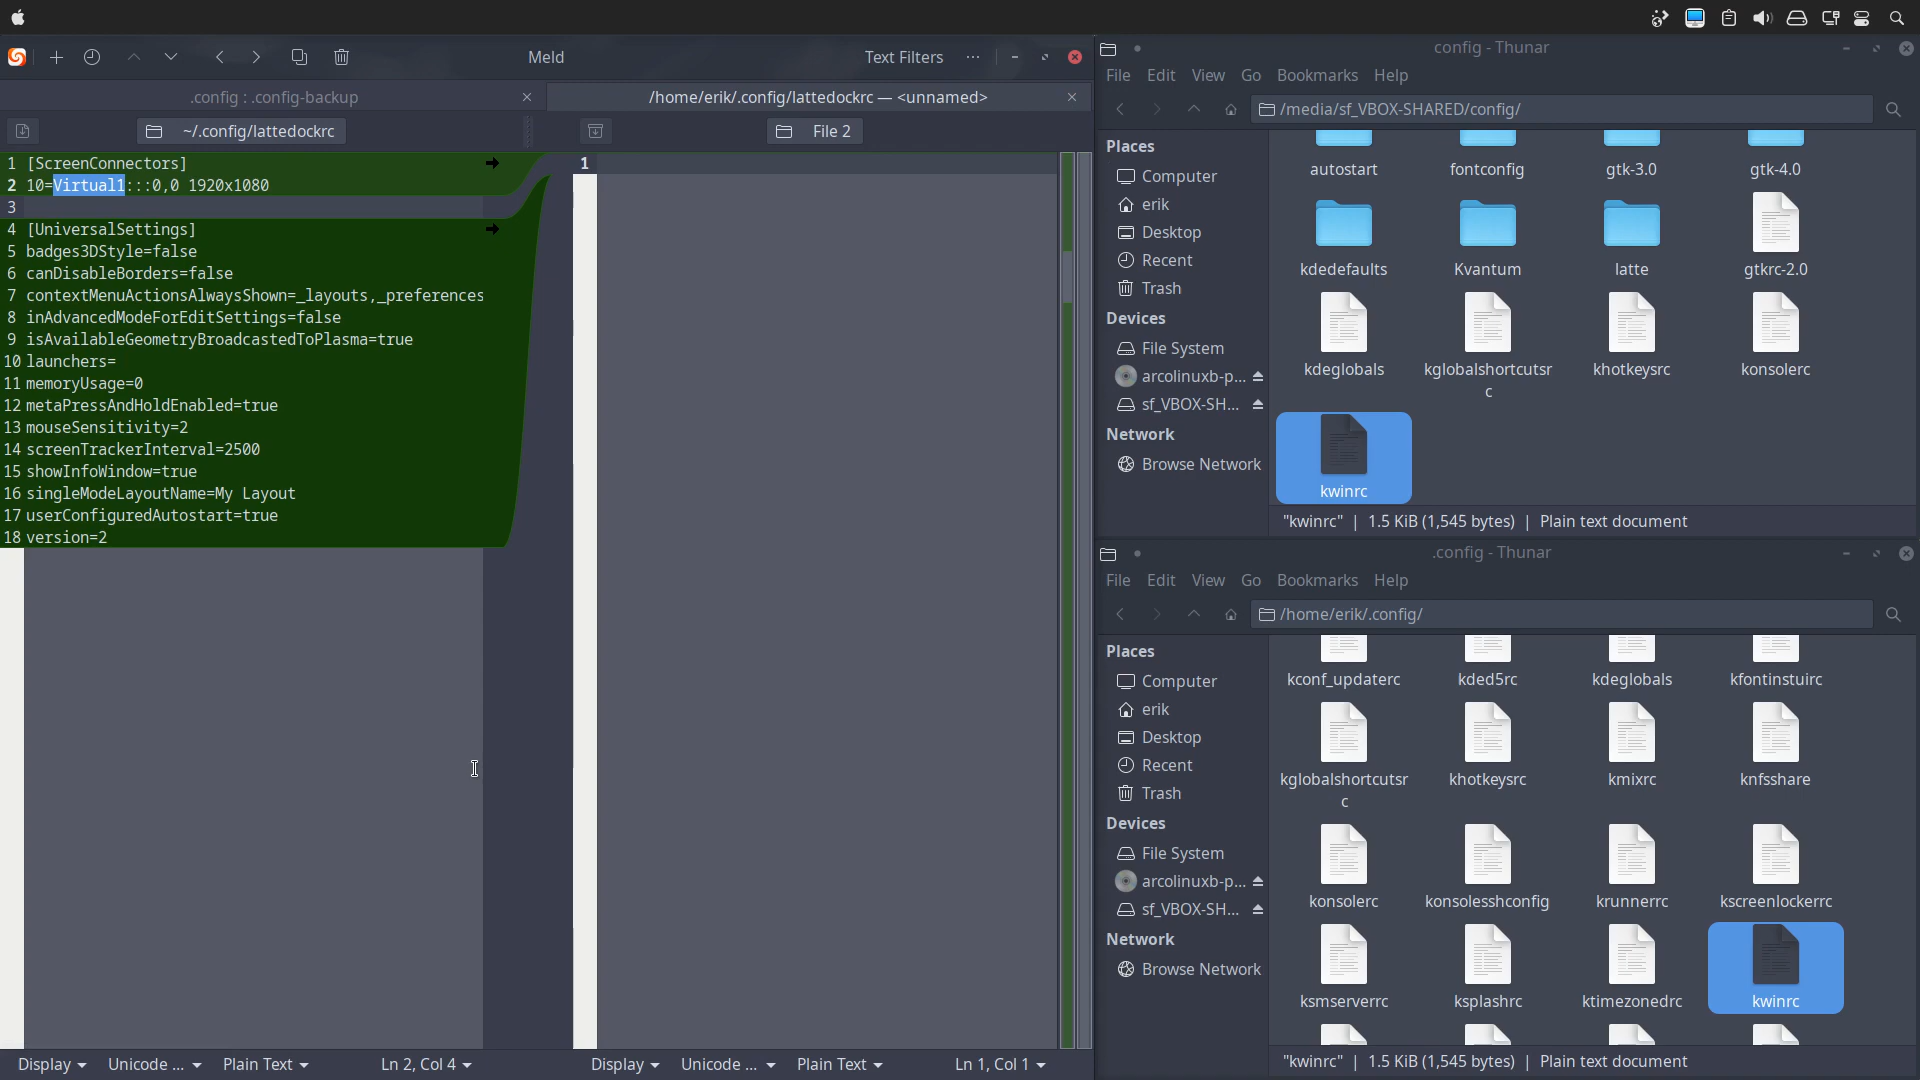 Meld
Text Filters
.config : .config-backup
/home/erik/.config/lattedockrc — <unnamed>
~/.config/lattedockrc
File 2
1 [ScreenConnectors]
2 10=Virtual1:::0,0 1920x1080
3
4 [UniversalSettings]
5 badges3DStyle=false
6 canDisableBorders=false
7 contextMenuActionsAlwaysShown=_layouts,_preferences
8 inAdvancedModeForEditSettings=false
9 isAvailableGeometryBroadcastedToPlasma=true
10 launchers=
11 memoryUsage=0
12 metaPressAndHoldEnabled=true
13 mouseSensitivity=2
14 screenTrackerInterval=2500
15 showInfoWindow=true
16 singleModeLayoutName=My Layout
17 userConfiguredAutostart=true
18 version=2
1
Display Unicode ... Plain Text Ln 2, Col 4
Display Unicode ... Plain Text Ln 1, Col 1
config - Thunar
File Edit View Go Bookmarks Help
/media/sf_VBOX-SHARED/config/
Places
Computer
erik
Desktop
Recent
Trash
Devices
File System
arcolinuxb-p...
sf_VBOX-SH...
Network
Browse Network
autostart fontconfig gtk-3.0 gtk-4.0
kdedefaults Kvantum latte gtkrc-2.0
kdeglobals kglobalshortcutsr khotkeysrc konsolerc
c
kwinrc
"kwinrc" | 1.5 KiB (1,545 bytes) | Plain text document
.config - Thunar
File Edit View Go Bookmarks Help
/home/erik/.config/
Places
Computer
erik
Desktop
Recent
Trash
Devices
File System
arcolinuxb-p...
sf_VBOX-SH...
Network
Browse Network
kconf_updaterc kded5rc kdeglobals kfontinstuirc
kglobalshortcutsr khotkeysrc kmixrc knfsshare
c
konsolerc konsolesshconfig krunnerrc kscreenlockerrc
ksmserverrc ksplashrc ktimezonedrc kwinrc
"kwinrc" | 1.5 KiB (1,545 bytes) | Plain text document